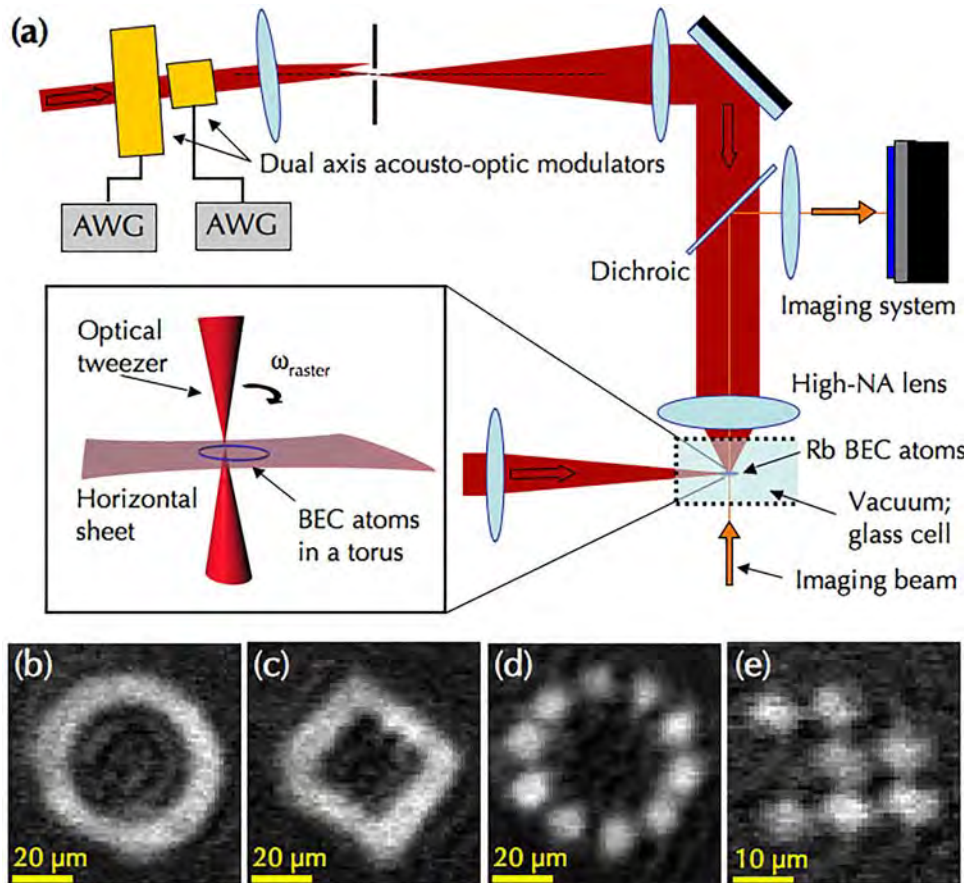 (a)
Dual axis acousto-optic modulators
AWG AWG
Dichroic
Imaging system
Optical
tweezer
ω_raster
High-NA lens
Rb BEC atoms
Horizontal
sheet
BEC atoms
in a torus
Vacuum;
glass cell
Imaging beam
(b) (c) (d) (e)
20 μm 20 μm 20 μm 10 μm